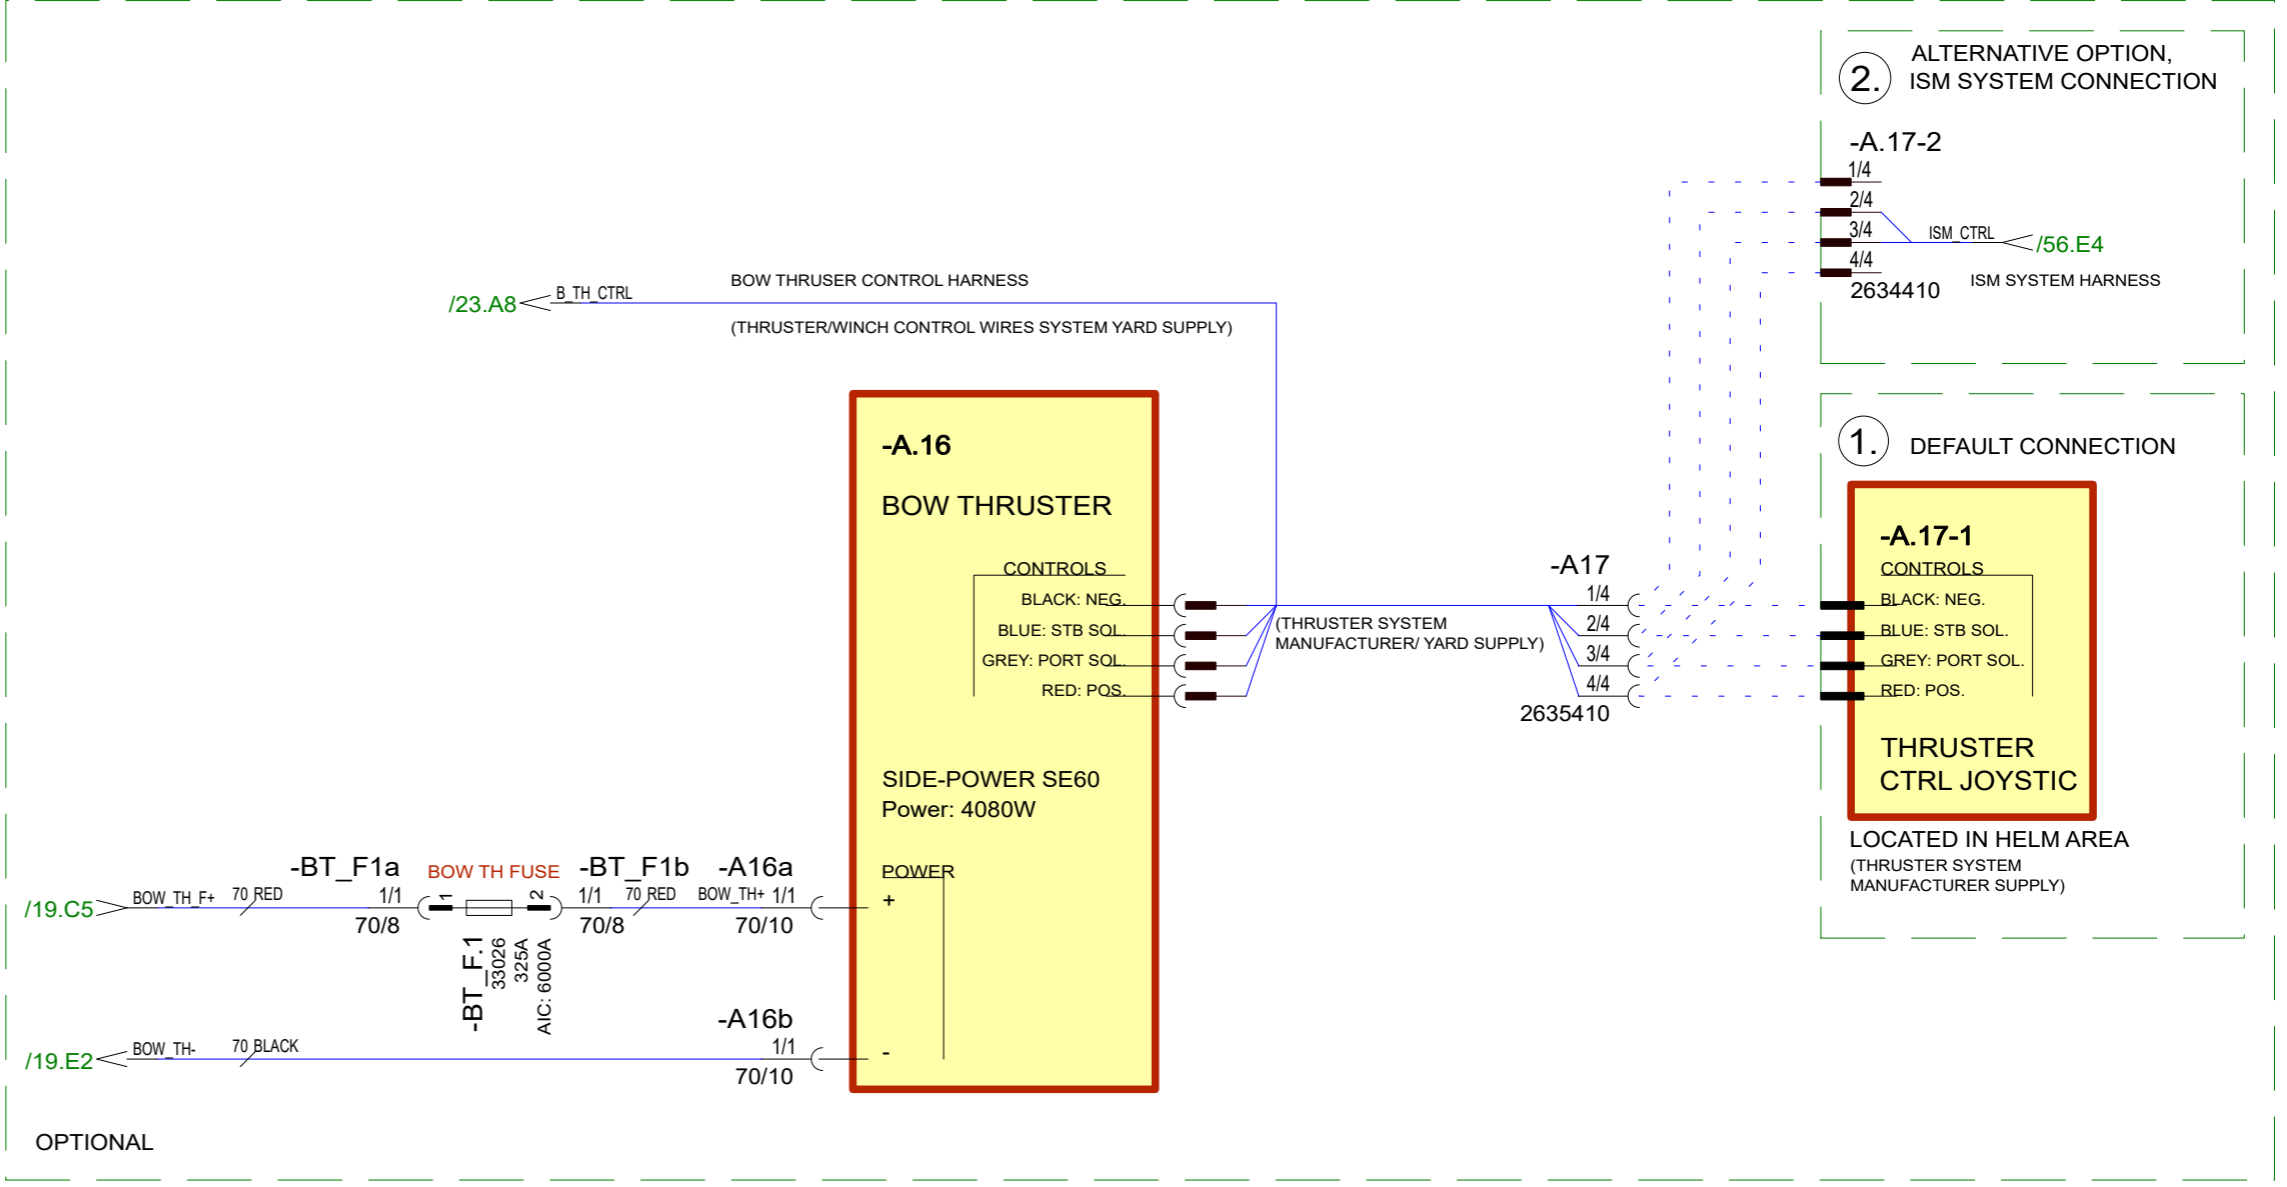 2.
ALTERNATIVE OPTION,
ISM SYSTEM CONNECTION
-A.17-2
1/4
2/4
3/4
ISM_CTRL
/56.E4
4/4
ISM SYSTEM HARNESS
2634410
BOW THRUSER CONTROL HARNESS
/23.A8
B_TH_CTRL
(THRUSTER/WINCH CONTROL WIRES SYSTEM YARD SUPPLY)
-A.16
BOW THRUSTER
CONTROLS
BLACK: NEG.
BLUE: STB SOL.
GREY: PORT SOL.
RED: POS.
SIDE-POWER SE60
Power: 4080W
POWER
+
-
(THRUSTER SYSTEM
MANUFACTURER/ YARD SUPPLY)
-A17
1/4
2/4
3/4
4/4
2635410
1.
DEFAULT CONNECTION
-A.17-1
CONTROLS
BLACK: NEG.
BLUE: STB SOL.
GREY: PORT SOL.
RED: POS.
THRUSTER
CTRL JOYSTIC
LOCATED IN HELM AREA
(THRUSTER SYSTEM
MANUFACTURER SUPPLY)
/19.C5
BOW_TH_F+
70 RED
-BT_F1a
1/1
70/8
BOW TH FUSE
1
2
-BT_F.1
33026
325A
AIC: 6000A
-BT_F1b
1/1
70/8
70 RED
-A16a
BOW_TH+
1/1
70/10
/19.E2
BOW_TH-
70 BLACK
-A16b
1/1
70/10
OPTIONAL